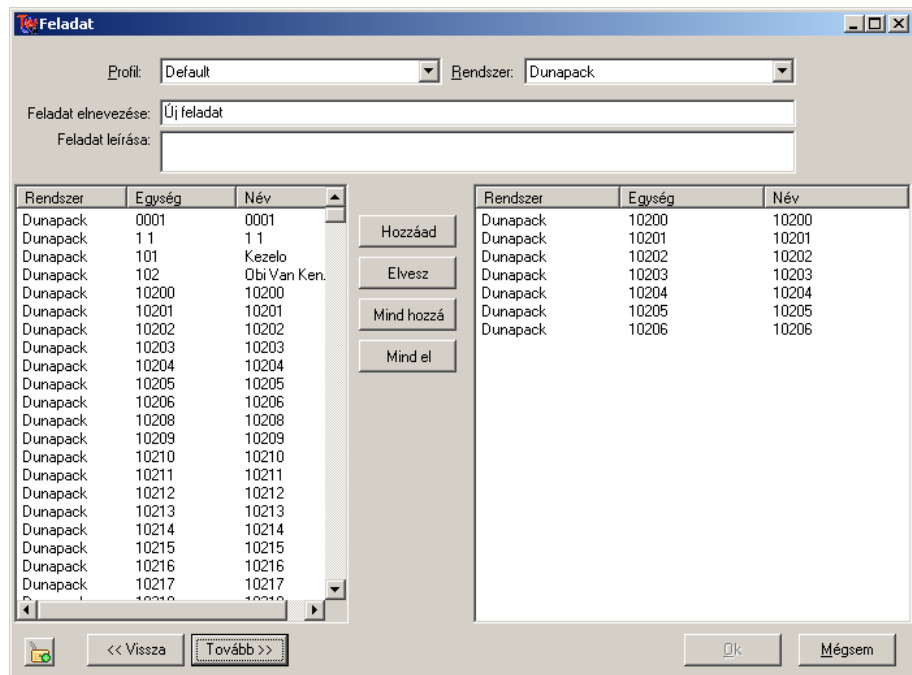 Feladat
Profil: Default Rendszer: Dunapack
Feladat elnevezése: Új feladat
Feladat leírása:
Rendszer Egység Név
Dunapack 0001 0001
Dunapack 1 1 1 1
Dunapack 101 Kezelo
Dunapack 102 Obi Van Ken.
Dunapack 10200 10200
Dunapack 10201 10201
Dunapack 10202 10202
Dunapack 10203 10203
Dunapack 10204 10204
Dunapack 10205 10205
Dunapack 10206 10206
Dunapack 10208 10208
Dunapack 10209 10209
Dunapack 10210 10210
Dunapack 10211 10211
Dunapack 10212 10212
Dunapack 10213 10213
Dunapack 10214 10214
Dunapack 10215 10215
Dunapack 10216 10216
Dunapack 10217 10217
Hozzáad
Elvesz
Mind hozzá
Mind el
Rendszer Egység Név
Dunapack 10200 10200
Dunapack 10201 10201
Dunapack 10202 10202
Dunapack 10203 10203
Dunapack 10204 10204
Dunapack 10205 10205
Dunapack 10206 10206
<< Vissza Tovább >> Ok Mégsem